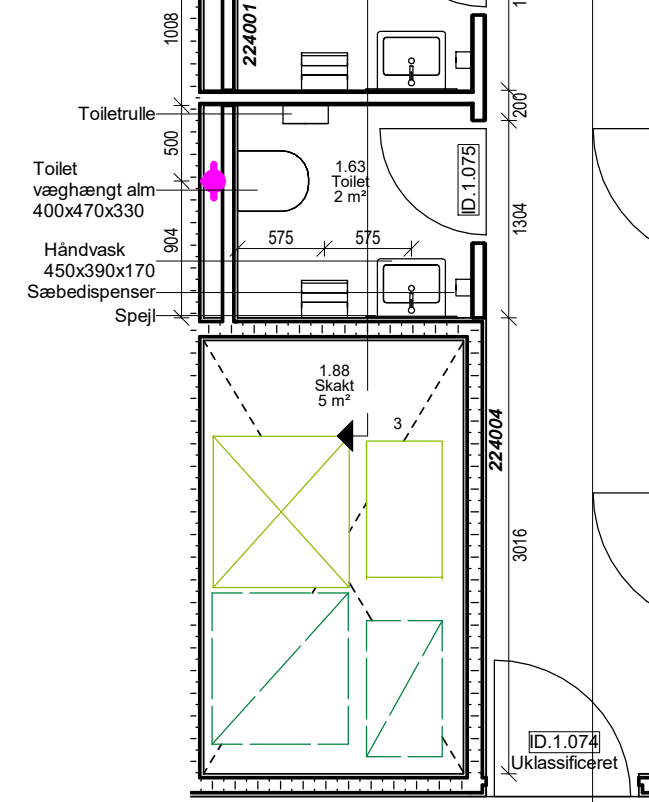 1008
224001
200
Toiletrulle
500
1.63
Toilet
2 m²
ID.1.075
Toilet
væghængt alm
400x470x330
1304
904
575
575
Håndvask
450x390x170
Sæbedispenser
Spejl
1.88
Skakt
5 m²
3
224004
3016
ID.1.074
Uklassificeret